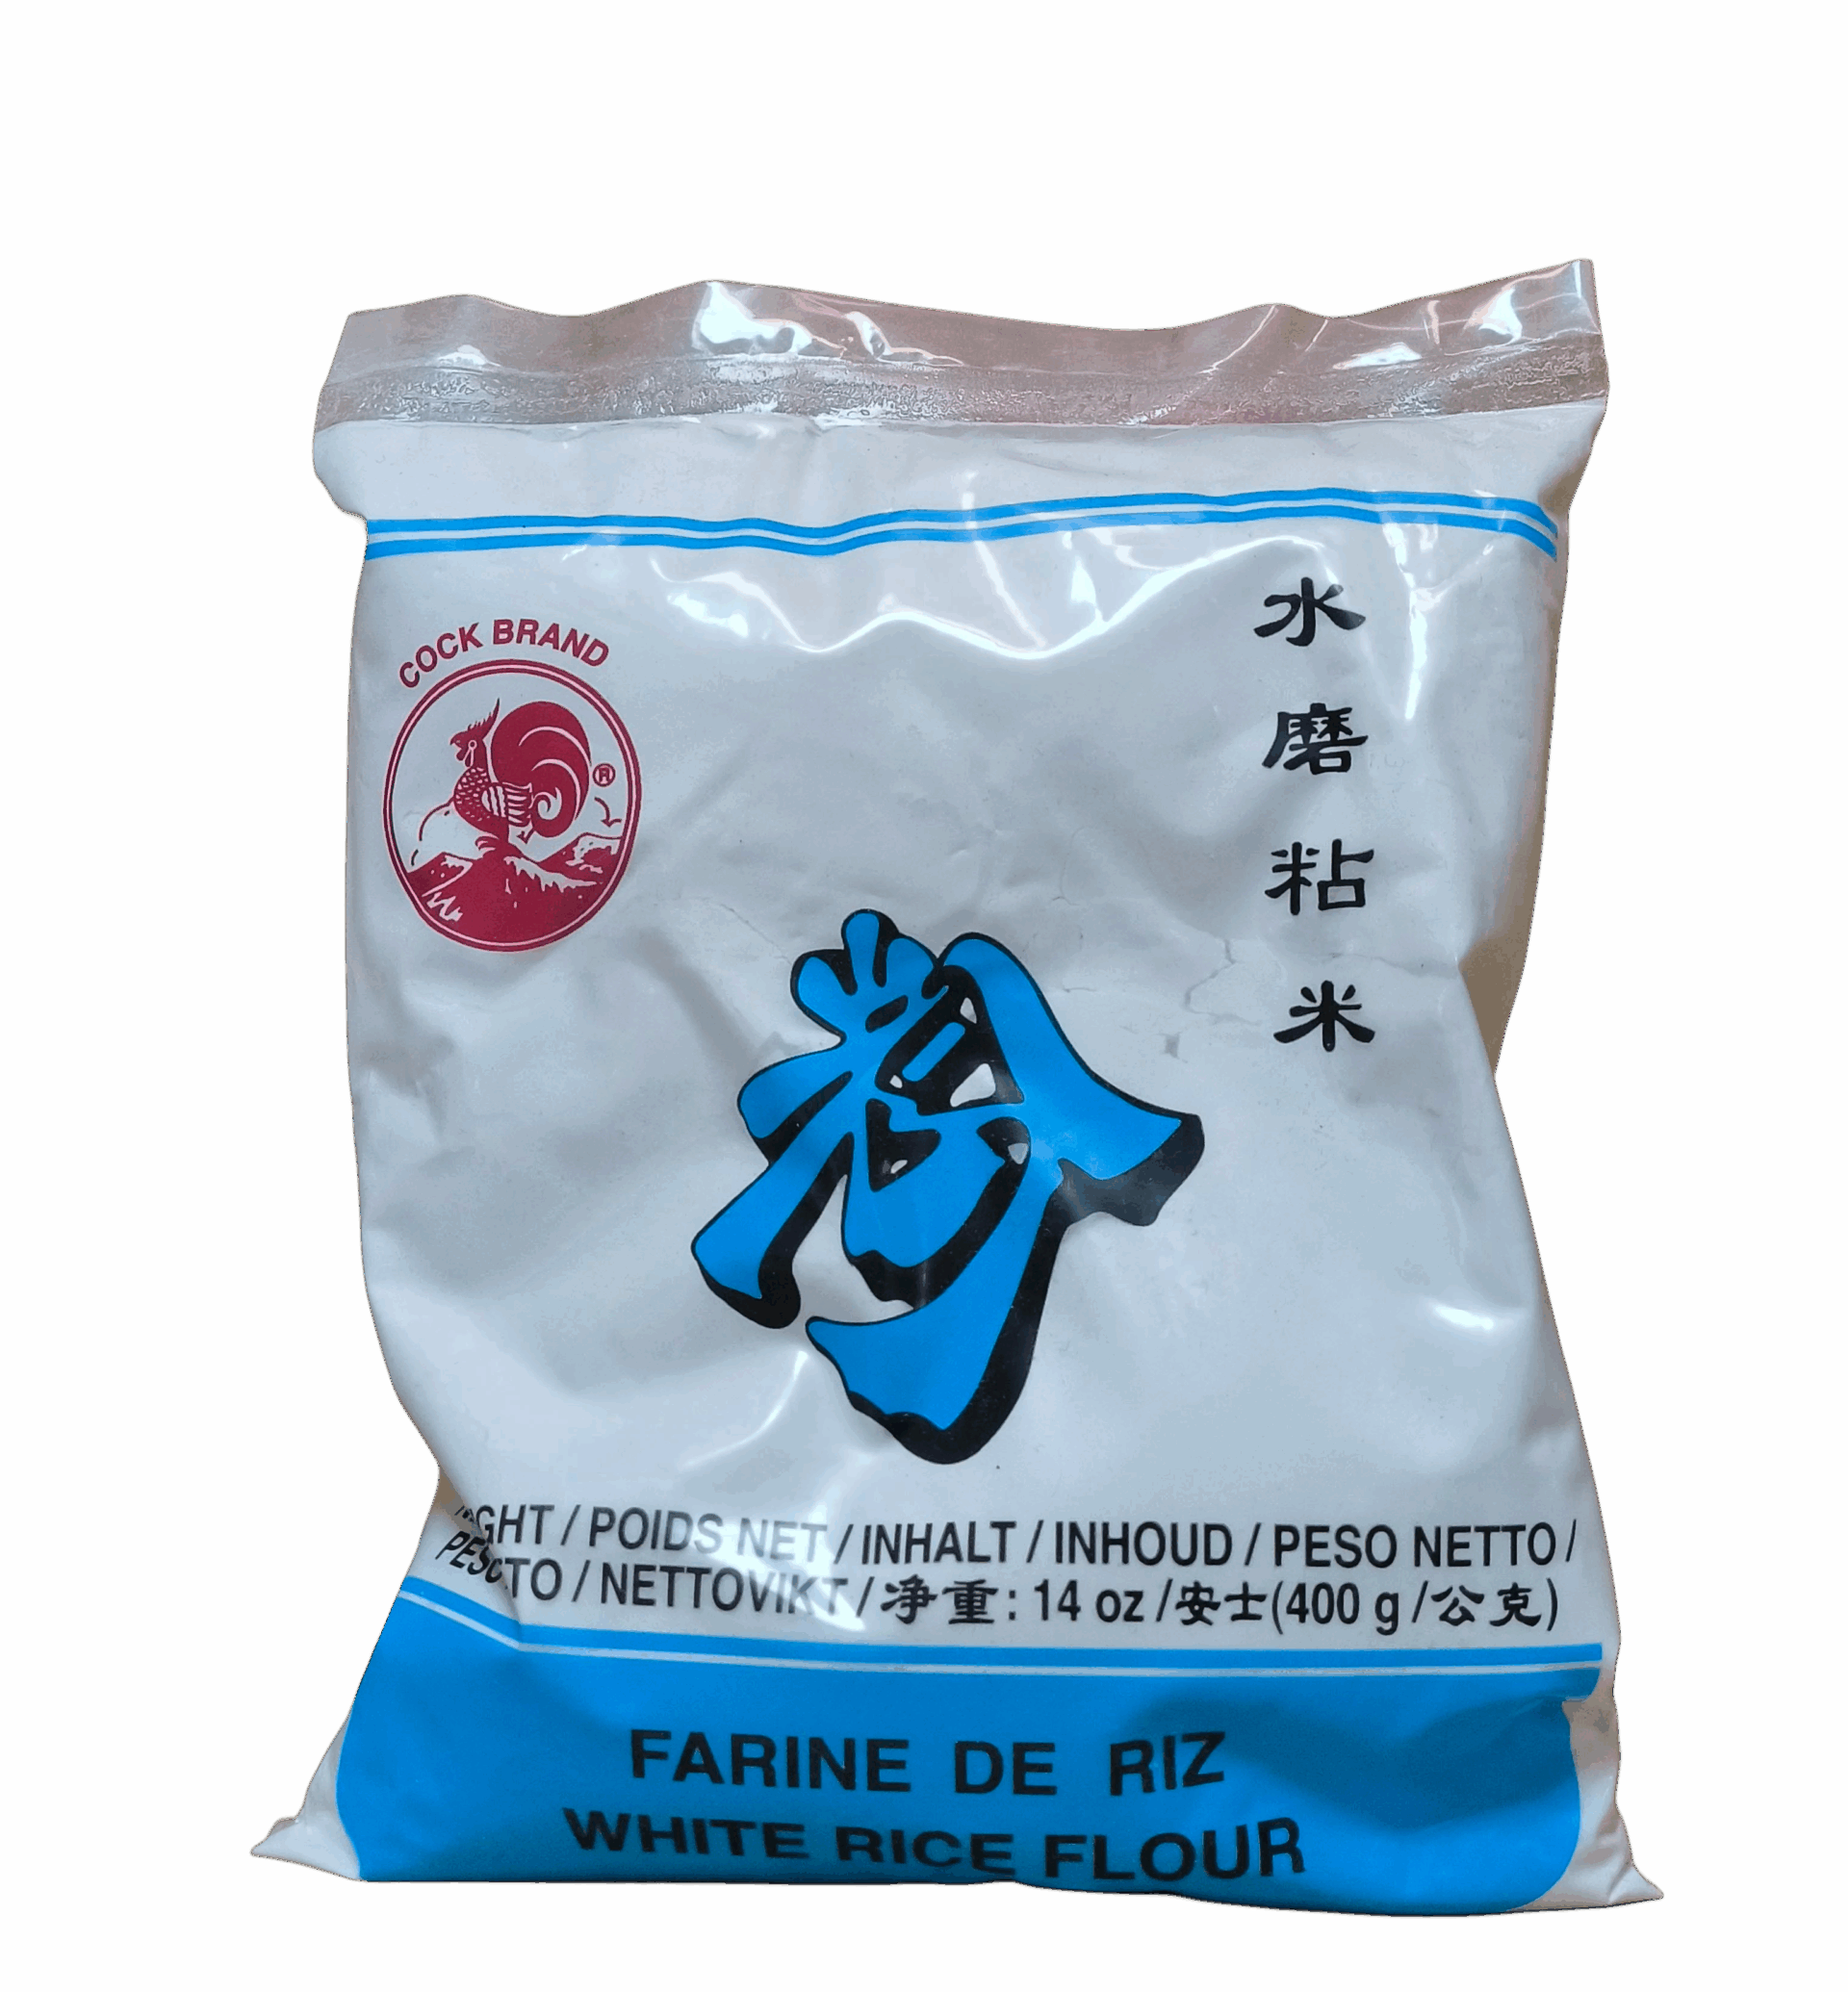 COCK BRAND
®
水磨粘米
粉
POIDS NET / INHALT / INHOUD / PESO NETTO /
NETTOVIKT / 净重: 14 oz /安士(400 g /公克)
FARINE DE RIZ
WHITE RICE FLOUR